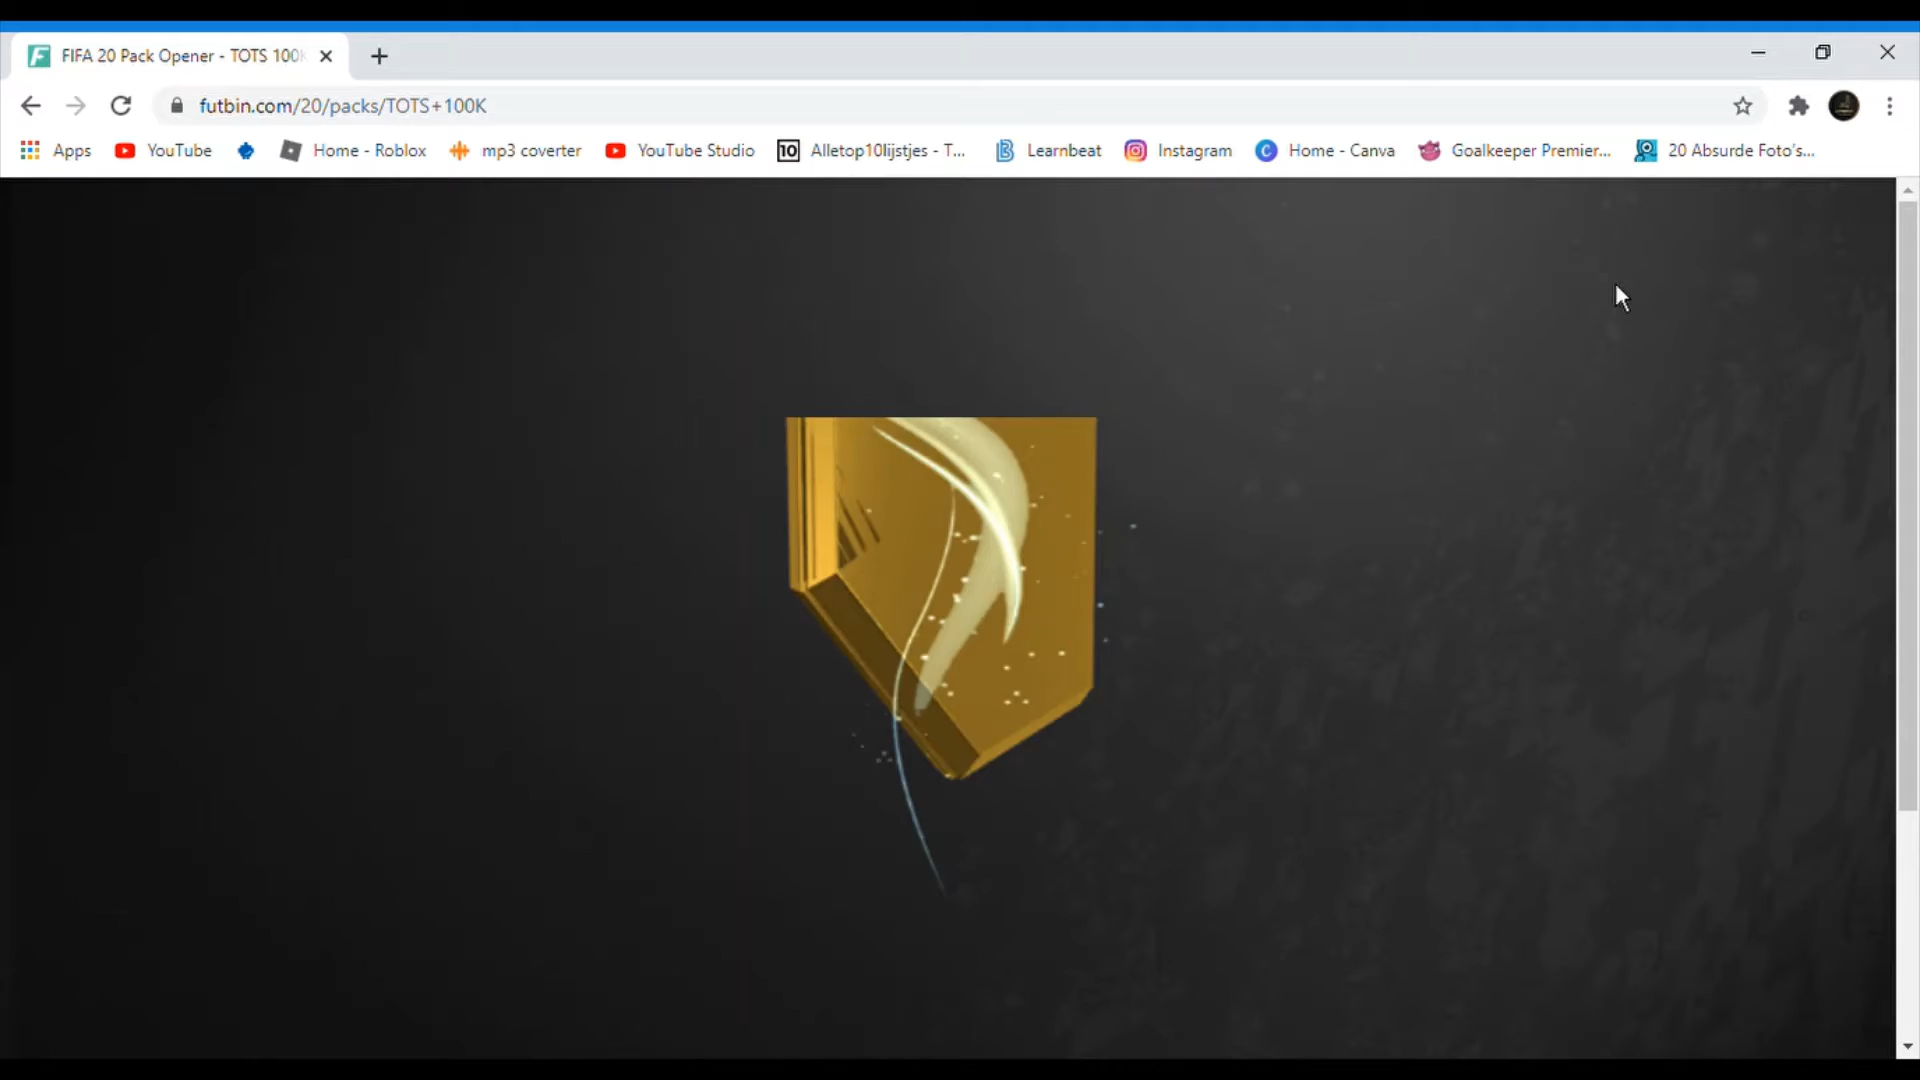 FIFA 20 Pack Opener - TOTS 100
futbin.com/20/packs/TOTS+100K
Apps YouTube Home - Roblox mp3 coverter YouTube Studio 10 Alletop10lijstjes - T... Learnbeat Instagram C Home - Canva Goalkeeper Premier... 20 Absurde Foto's...